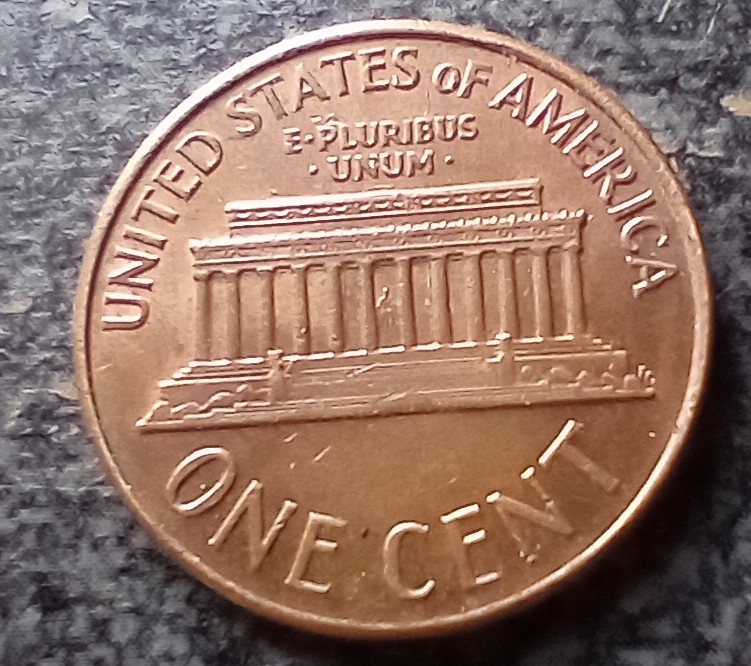 UNITED STATES OF AMERICA
E·PLURIBUS
·UNUM·
ONE CENT